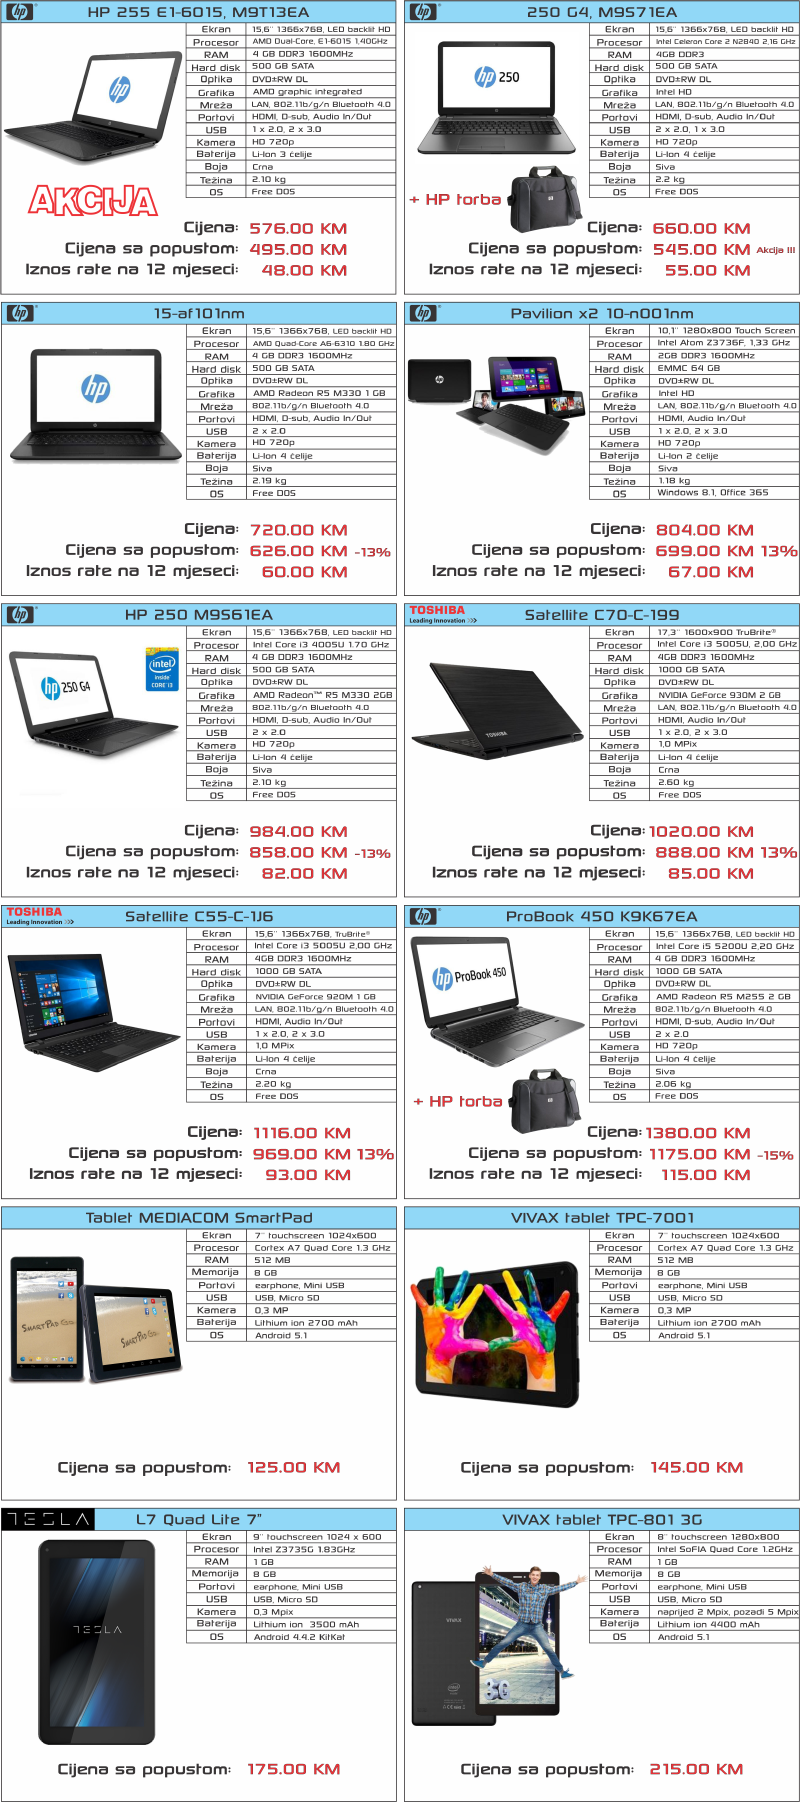 hp HP 255 E1-6015, M9T13EA
Ekran 15,6" 1366x768, LED backlit HD
Procesor AMD Dual-Core, E1-6015 1,40GHz
RAM 4 GB DDR3 1600MHz
Hard disk 500 GB SATA
Optika DVD±RW DL
Grafika AMD graphic integrated
Mreža LAN, 802.11b/g/n Bluetooth 4.0
Portovi HDMI, D-sub, Audio In/Out
USB 1 x 2.0, 2 x 3.0
Kamera HD 720p
Baterija Li-Ion 3 ćelije
Boja Crna
Težina 2.10 kg
OS Free DOS
hp
AKCIJA
Cijena: 576.00 KM
Cijena sa popustom: 495.00 KM
Iznos rate na 12 mjeseci: 48.00 KM
hp 250 G4, M9S71EA
Ekran 15,6" 1366x768, LED backlit HD
Procesor Intel Celeron Core 2 N2840 2,16 GHz
RAM 4GB DDR3
Hard disk 500 GB SATA
Optika DVD±RW DL
Grafika Intel HD
Mreža LAN, 802.11b/g/n Bluetooth 4.0
Portovi HDMI, D-sub, Audio In/Out
USB 2 x 2.0, 1 x 3.0
Kamera HD 720p
Baterija Li-Ion 4 ćelije
Boja Siva
Težina 2.2 kg
OS Free DOS
hp 250
+ HP torba
Cijena: 660.00 KM
Cijena sa popustom: 545.00 KM Akcija !!!
Iznos rate na 12 mjeseci: 55.00 KM
hp 15-af101nm
Ekran 15,6" 1366x768, LED backlit HD
Procesor AMD Quad-Core A6-6310 1.80 GHz
RAM 4 GB DDR3 1600MHz
Hard disk 500 GB SATA
Optika DVD±RW DL
Grafika AMD Radeon R5 M330 1 GB
Mreža 802.11b/g/n Bluetooth 4.0
Portovi HDMI, D-sub, Audio In/Out
USB 2 x 2.0
Kamera HD 720p
Baterija Li-Ion 4 ćelije
Boja Siva
Težina 2.19 kg
OS Free DOS
hp
Cijena: 720.00 KM
Cijena sa popustom: 626.00 KM -13%
Iznos rate na 12 mjeseci: 60.00 KM
hp Pavilion x2 10-n001nm
Ekran 10,1" 1280x800 Touch Screen
Procesor Intel Atom Z3736F, 1,33 GHz
RAM 2GB DDR3 1600MHz
Hard disk EMMC 64 GB
Optika DVD±RW DL
Grafika Intel HD
Mreža LAN, 802.11b/g/n Bluetooth 4.0
Portovi HDMI, Audio In/Out
USB 1 x 2.0, 2 x 3.0
Kamera HD 720p
Baterija Li-Ion 2 ćelije
Boja Siva
Težina 1.18 kg
OS Windows 8.1, Office 365
Cijena: 804.00 KM
Cijena sa popustom: 699.00 KM 13%
Iznos rate na 12 mjeseci: 67.00 KM
hp HP 250 M9S61EA
Ekran 15,6" 1366x768, LED backlit HD
Procesor Intel Core i3 4005U 1.70 GHz
RAM 4 GB DDR3 1600MHz
Hard disk 500 GB SATA
Optika DVD±RW DL
Grafika AMD Radeon™ R5 M330 2GB
Mreža 802.11b/g/n Bluetooth 4.0
Portovi HDMI, D-sub, Audio In/Out
USB 2 x 2.0
Kamera HD 720p
Baterija Li-Ion 4 ćelije
Boja Siva
Težina 2.10 kg
OS Free DOS
hp 250 G4
intel inside CORE i3
Cijena: 984.00 KM
Cijena sa popustom: 858.00 KM -13%
Iznos rate na 12 mjeseci: 82.00 KM
TOSHIBA
Leading Innovation >>>
Satellite C70-C-199
Ekran 17,3" 1600x900 TruBrite®
Procesor Intel Core i3 5005U, 2,00 GHz
RAM 4GB DDR3 1600MHz
Hard disk 1000 GB SATA
Optika DVD±RW DL
Grafika NVIDIA GeForce 930M 2 GB
Mreža LAN, 802.11b/g/n Bluetooth 4.0
Portovi HDMI, Audio In/Out
USB 1 x 2.0, 2 x 3.0
Kamera 1,0 MPix
Baterija Li-Ion 4 ćelije
Boja Crna
Težina 2.60 kg
OS Free DOS
TOSHIBA
Cijena: 1020.00 KM
Cijena sa popustom: 888.00 KM 13%
Iznos rate na 12 mjeseci: 85.00 KM
TOSHIBA
Leading Innovation >>>
Satellite C55-C-1J6
Ekran 15,6" 1366x768, TruBrite®
Procesor Intel Core i3 5005U 2,00 GHz
RAM 4GB DDR3 1600MHz
Hard disk 1000 GB SATA
Optika DVD±RW DL
Grafika NVIDIA GeForce 920M 1 GB
Mreža LAN, 802.11b/g/n Bluetooth 4.0
Portovi HDMI, Audio In/Out
USB 1 x 2.0, 2 x 3.0
Kamera 1,0 MPix
Baterija Li-Ion 4 ćelije
Boja Crna
Težina 2.20 kg
OS Free DOS
Cijena: 1116.00 KM
Cijena sa popustom: 969.00 KM 13%
Iznos rate na 12 mjeseci: 93.00 KM
hp ProBook 450 K9K67EA
Ekran 15,6" 1366x768, LED backlit HD
Procesor Intel Core i5 5200U 2,20 GHz
RAM 4 GB DDR3 1600MHz
Hard disk 1000 GB SATA
Optika DVD±RW DL
Grafika AMD Radeon R5 M255 2 GB
Mreža 802.11b/g/n Bluetooth 4.0
Portovi HDMI, D-sub, Audio In/Out
USB 2 x 2.0
Kamera HD 720p
Baterija Li-Ion 4 ćelije
Boja Siva
Težina 2.06 kg
OS Free DOS
hp ProBook 450
+ HP torba
Cijena: 1380.00 KM
Cijena sa popustom: 1175.00 KM -15%
Iznos rate na 12 mjeseci: 115.00 KM
Tablet MEDIACOM SmartPad
Ekran 7" touchscreen 1024x600
Procesor Cortex A7 Quad Core 1.3 GHz
RAM 512 MB
Memorija 8 GB
Portovi earphone, Mini USB
USB USB, Micro SD
Kamera 0,3 MP
Baterija Lithium ion 2700 mAh
OS Android 5.1
Cijena sa popustom: 125.00 KM
VIVAX tablet TPC-7001
Ekran 7" touchscreen 1024x600
Procesor Cortex A7 Quad Core 1.3 GHz
RAM 512 MB
Memorija 8 GB
Portovi earphone, Mini USB
USB USB, Micro SD
Kamera 0,3 MP
Baterija Lithium ion 2700 mAh
OS Android 5.1
Cijena sa popustom: 145.00 KM
TESLA L7 Quad Lite 7"
Ekran 9" touchscreen 1024 x 600
Procesor Intel Z3735G 1.83GHz
RAM 1 GB
Memorija 8 GB
Portovi earphone, Mini USB
USB USB, Micro SD
Kamera 0,3 Mpix
Baterija Lithium ion 3500 mAh
OS Android 4.4.2 KitKat
TESLA
Cijena sa popustom: 175.00 KM
VIVAX tablet TPC-801 3G
Ekran 8" touchscreen 1280x800
Procesor Intel SoFIA Quad Core 1.2GHz
RAM 1 GB
Memorija 8 GB
Portovi earphone, Mini USB
USB USB, Micro SD
Kamera naprijed 2 Mpix, pozadi 5 Mpix
Baterija Lithium ion 4400 mAh
OS Android 5.1
VIVAX
3G
Cijena sa popustom: 215.00 KM